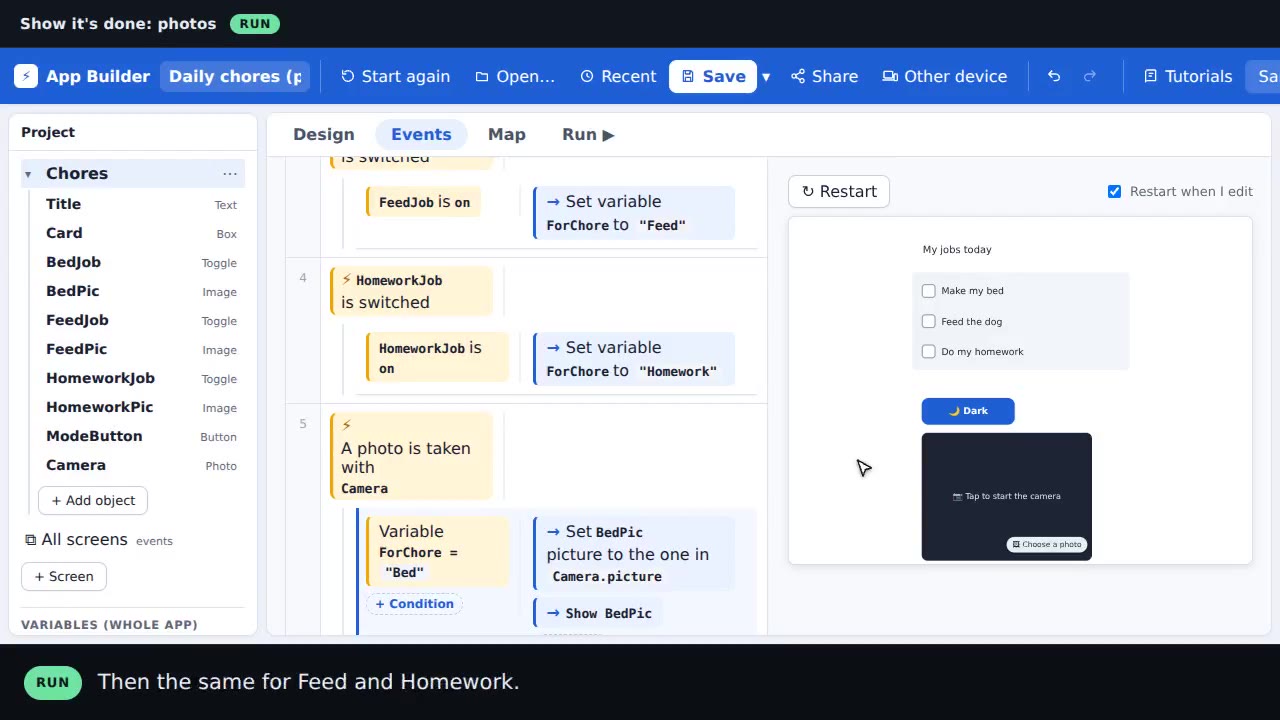 Show it's done: photos RUN
⚡ App Builder Daily chores (p Start again Open... Recent Save ▾ Share Other device Tutorials Sa
Project
▾ Chores ...
Title Text
Card Box
BedJob Toggle
BedPic Image
FeedJob Toggle
FeedPic Image
HomeworkJob Toggle
HomeworkPic Image
ModeButton Button
Camera Photo
+ Add object
All screens events
+ Screen
VARIABLES (WHOLE APP)
Design Events Map Run ▶
is switched
FeedJob is on
→ Set variable
ForChore to "Feed"
4
⚡ HomeworkJob
is switched
HomeworkJob is
on
→ Set variable
ForChore to "Homework"
5
⚡
A photo is taken
with
Camera
Variable
ForChore =
"Bed"
+ Condition
→ Set BedPic
picture to the one in
Camera.picture
→ Show BedPic
↻ Restart
Restart when I edit
My jobs today
Make my bed
Feed the dog
Do my homework
🌙 Dark
📷 Tap to start the camera
🖼 Choose a photo
RUN Then the same for Feed and Homework.